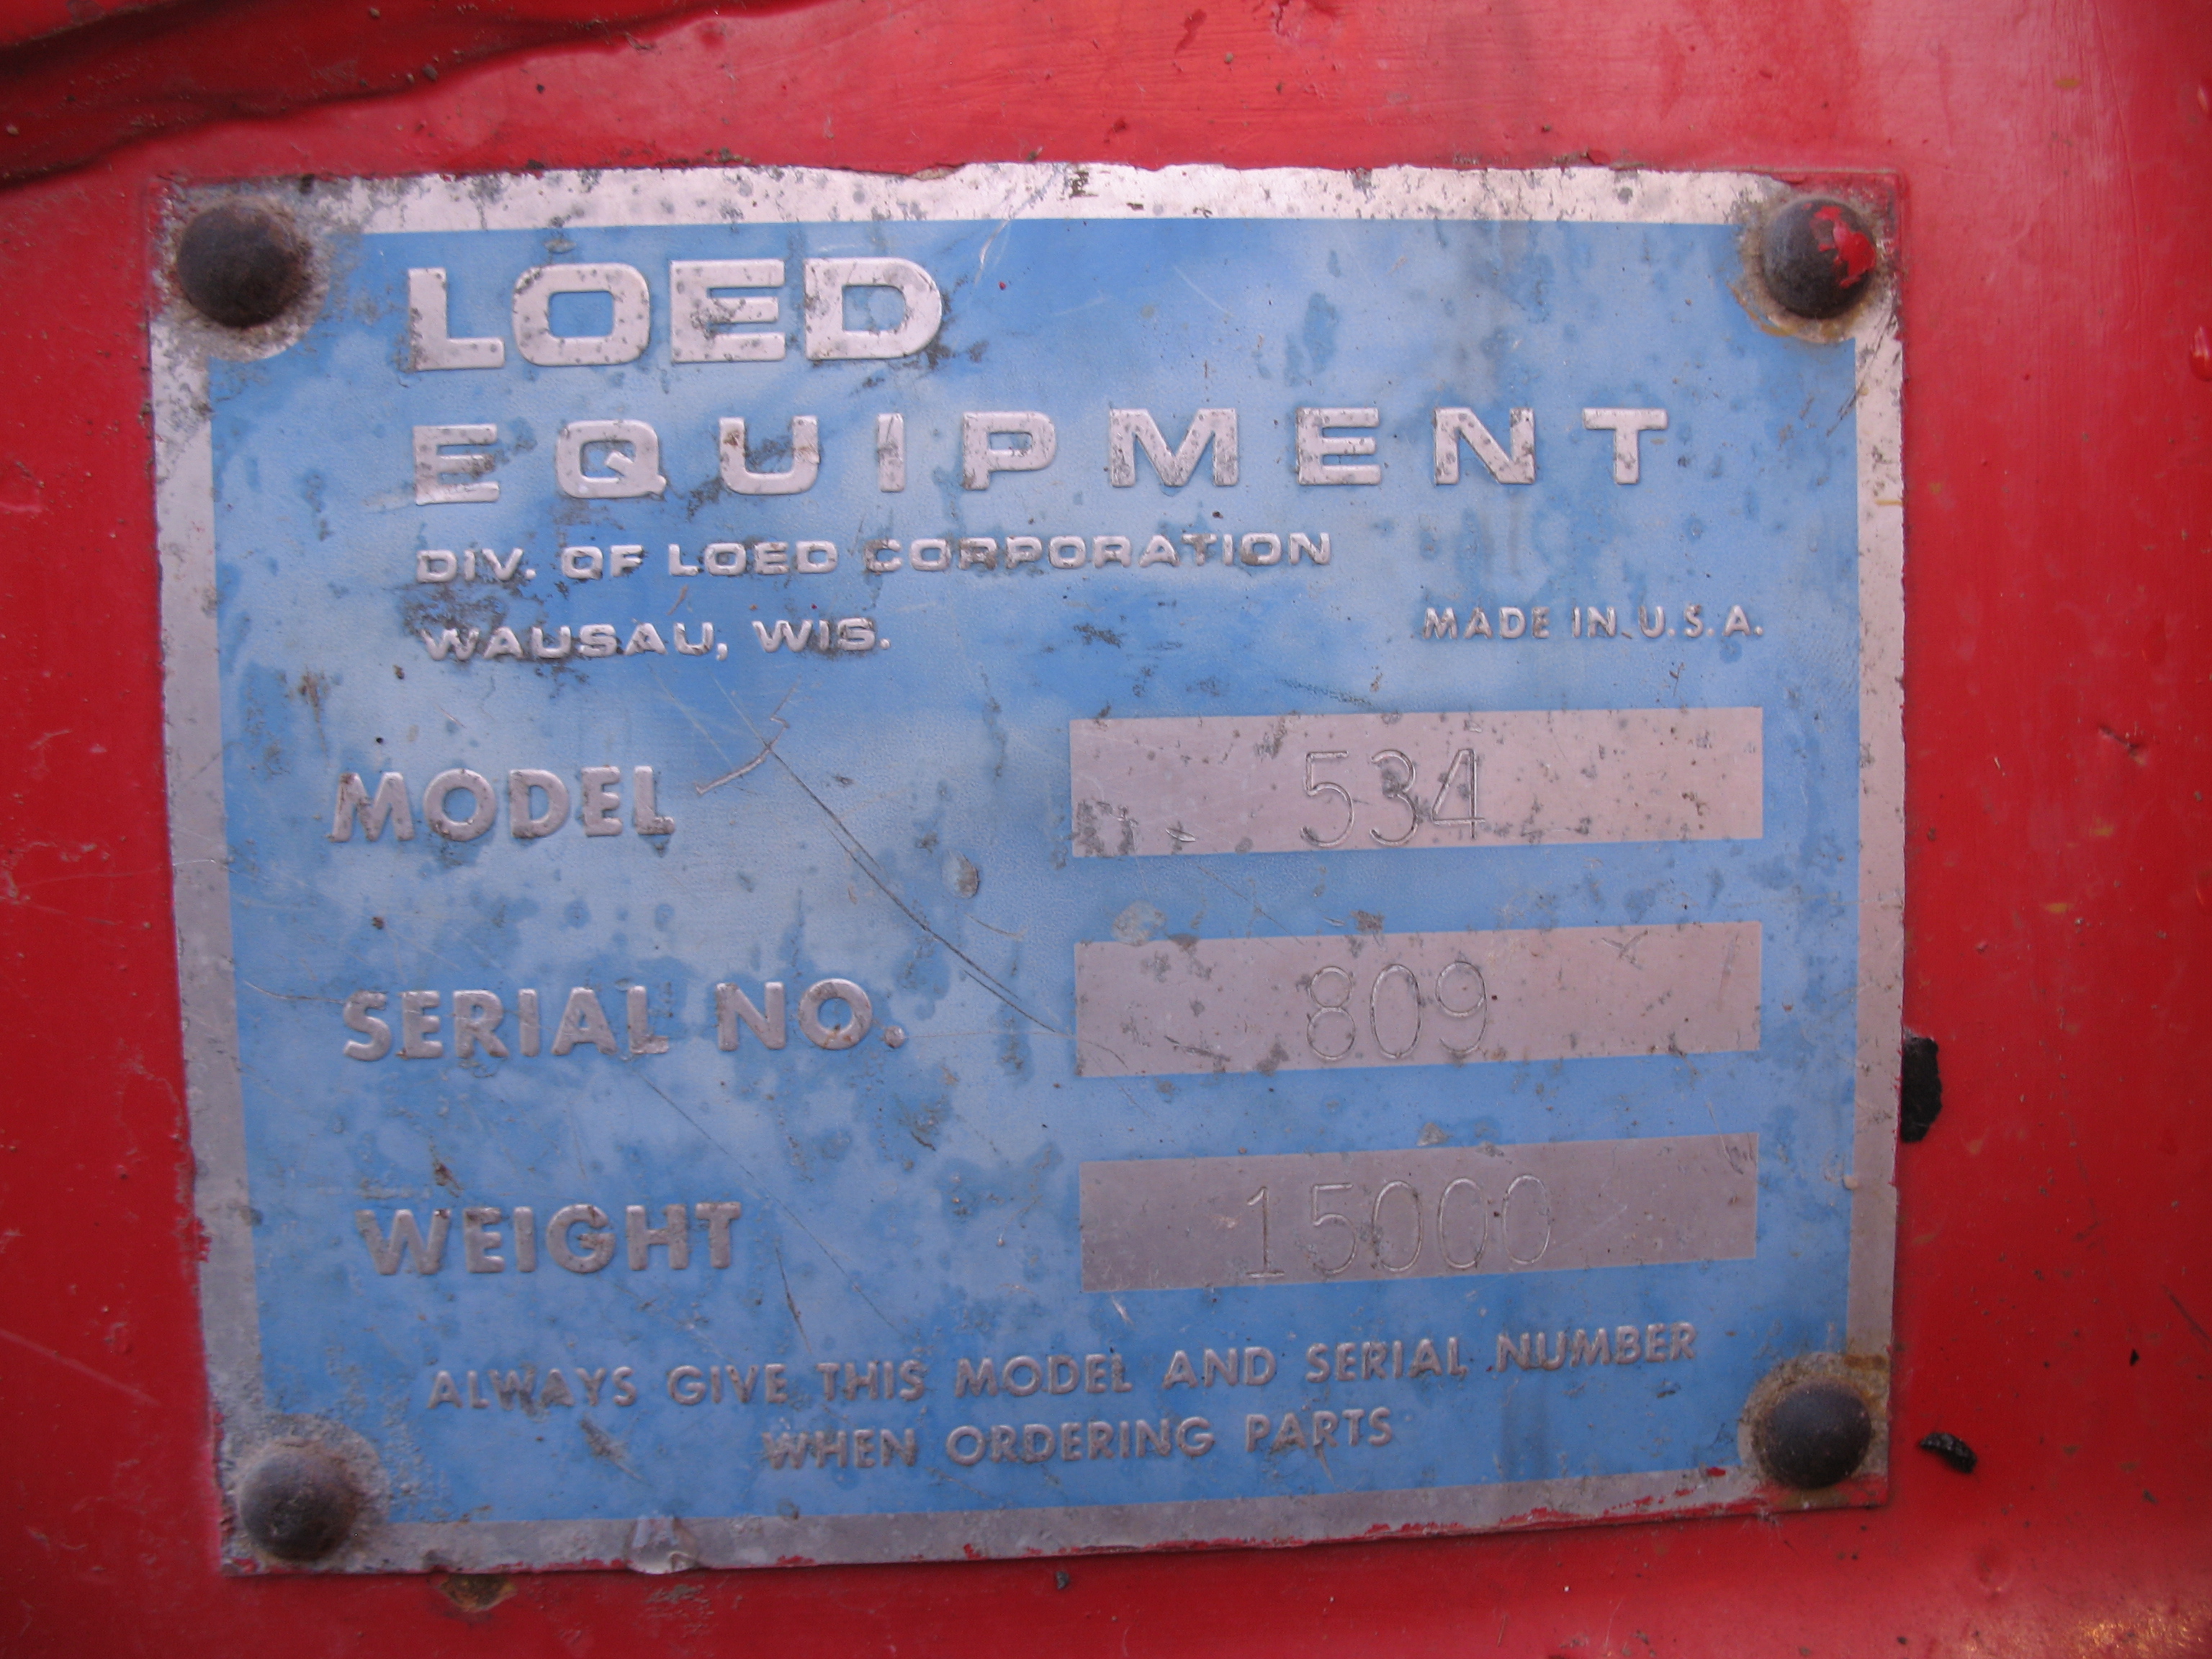 LOED
EQUIPMENT
DIV. OF LOED CORPORATION
WAUSAU, WIS.
MADE IN U.S.A.
MODEL 534
SERIAL NO. 809
WEIGHT 15000
ALWAYS GIVE THIS MODEL AND SERIAL NUMBER
WHEN ORDERING PARTS